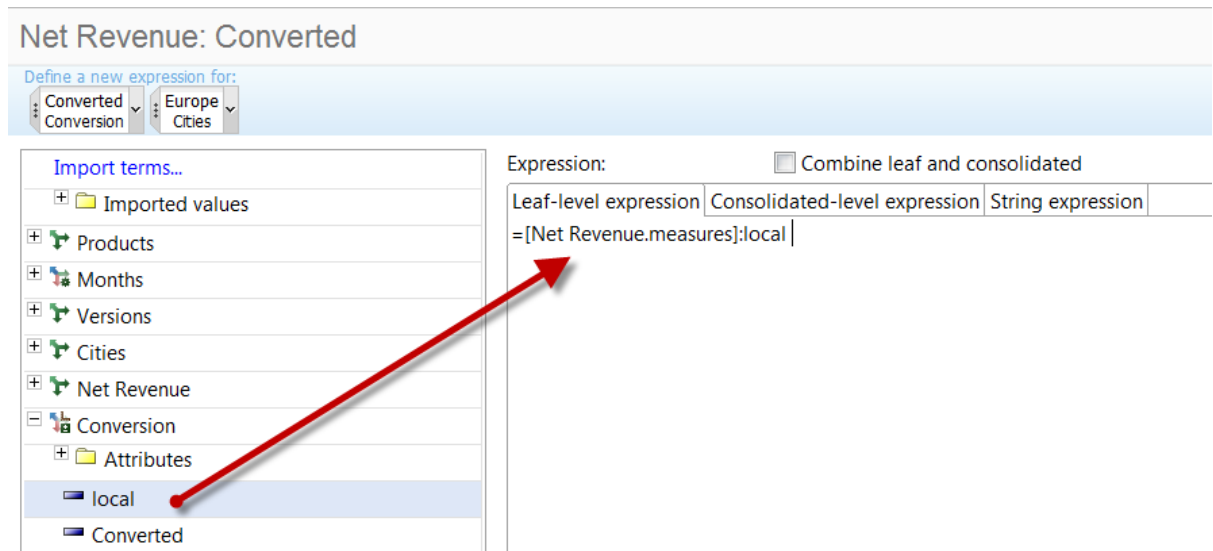 Net Revenue: Converted
Define a new expression for:
Converted Europe
Conversion Cities
Import terms...
Imported values
Products
Months
Versions
Cities
Net Revenue
Conversion
Attributes
local
Converted
Expression: Combine leaf and consolidated
Leaf-level expression Consolidated-level expression String expression
=[Net Revenue.measures]:local